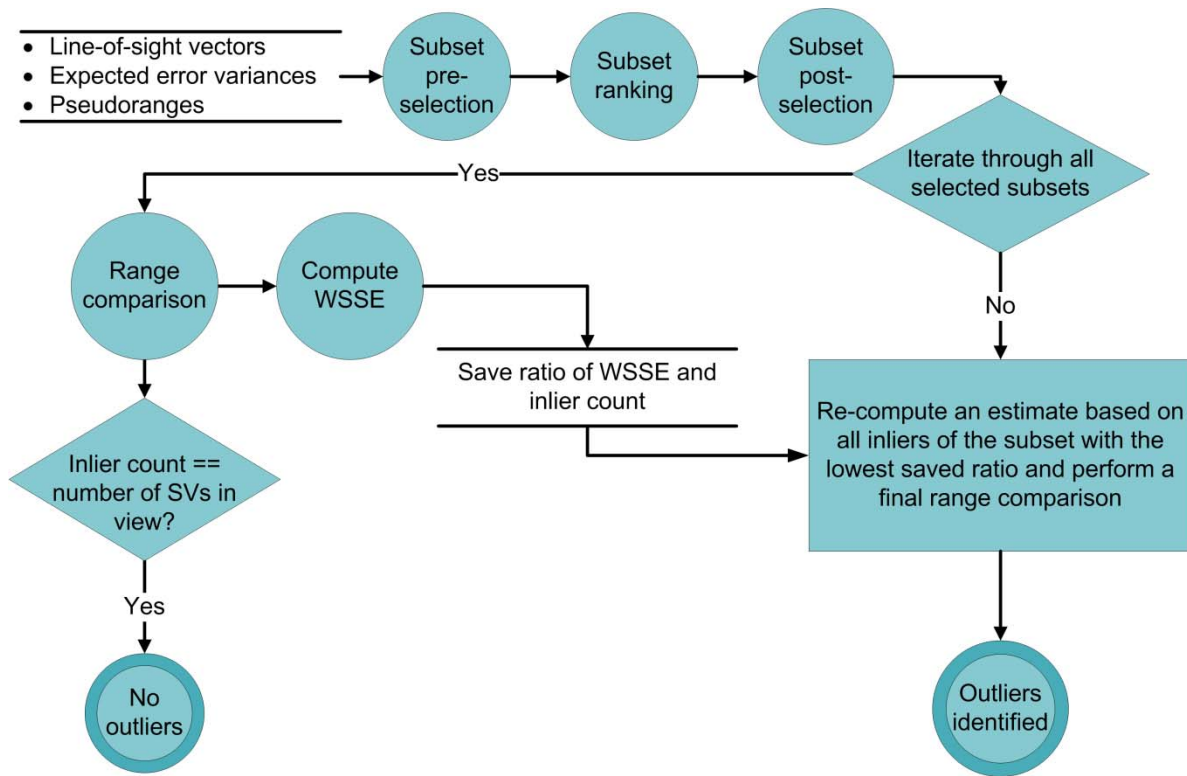 • Line-of-sight vectors
• Expected error variances
• Pseudoranges
Subset
pre-
selection
Subset
ranking
Subset
post-
selection
Iterate through all
selected subsets
Yes
No
Range
comparison
Compute
WSSE
Save ratio of WSSE and
inlier count
Re-compute an estimate based on
all inliers of the subset with the
lowest saved ratio and perform a
final range comparison
Inlier count ==
number of SVs in
view?
Yes
No
outliers
Outliers
identified